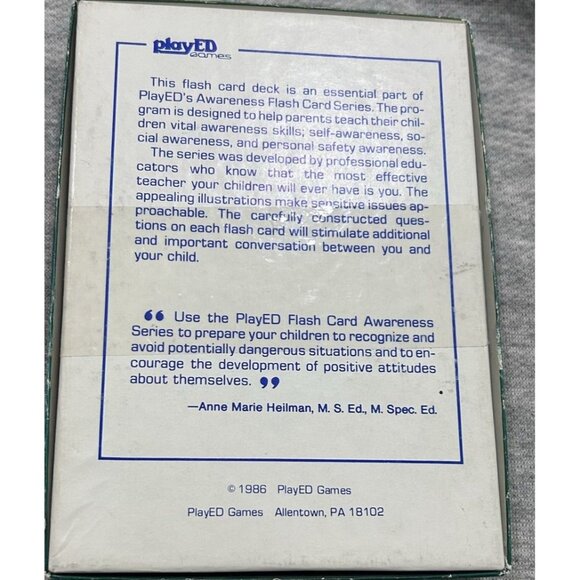 playED
games
This flash card deck is an essential part of
PlayED's Awareness Flash Card Series. The pro-
gram is designed to help parents teach their chil-
dren vital awareness skills; self-awareness, so-
cial awareness, and personal safety awareness.
The series was developed by professional edu-
cators who know that the most effective
teacher your children will ever have is you. The
appealing illustrations make sensitive issues ap-
proachable. The carefully constructed ques-
tions on each flash card will stimulate additional
and important conversation between you and
your child.
“ Use the PlayED Flash Card Awareness
Series to prepare your children to recognize and
avoid potentially dangerous situations and to en-
courage the development of positive attitudes
about themselves. ”
—Anne Marie Heilman, M. S. Ed., M. Spec. Ed.
© 1986 PlayED Games
PlayED Games Allentown, PA 18102